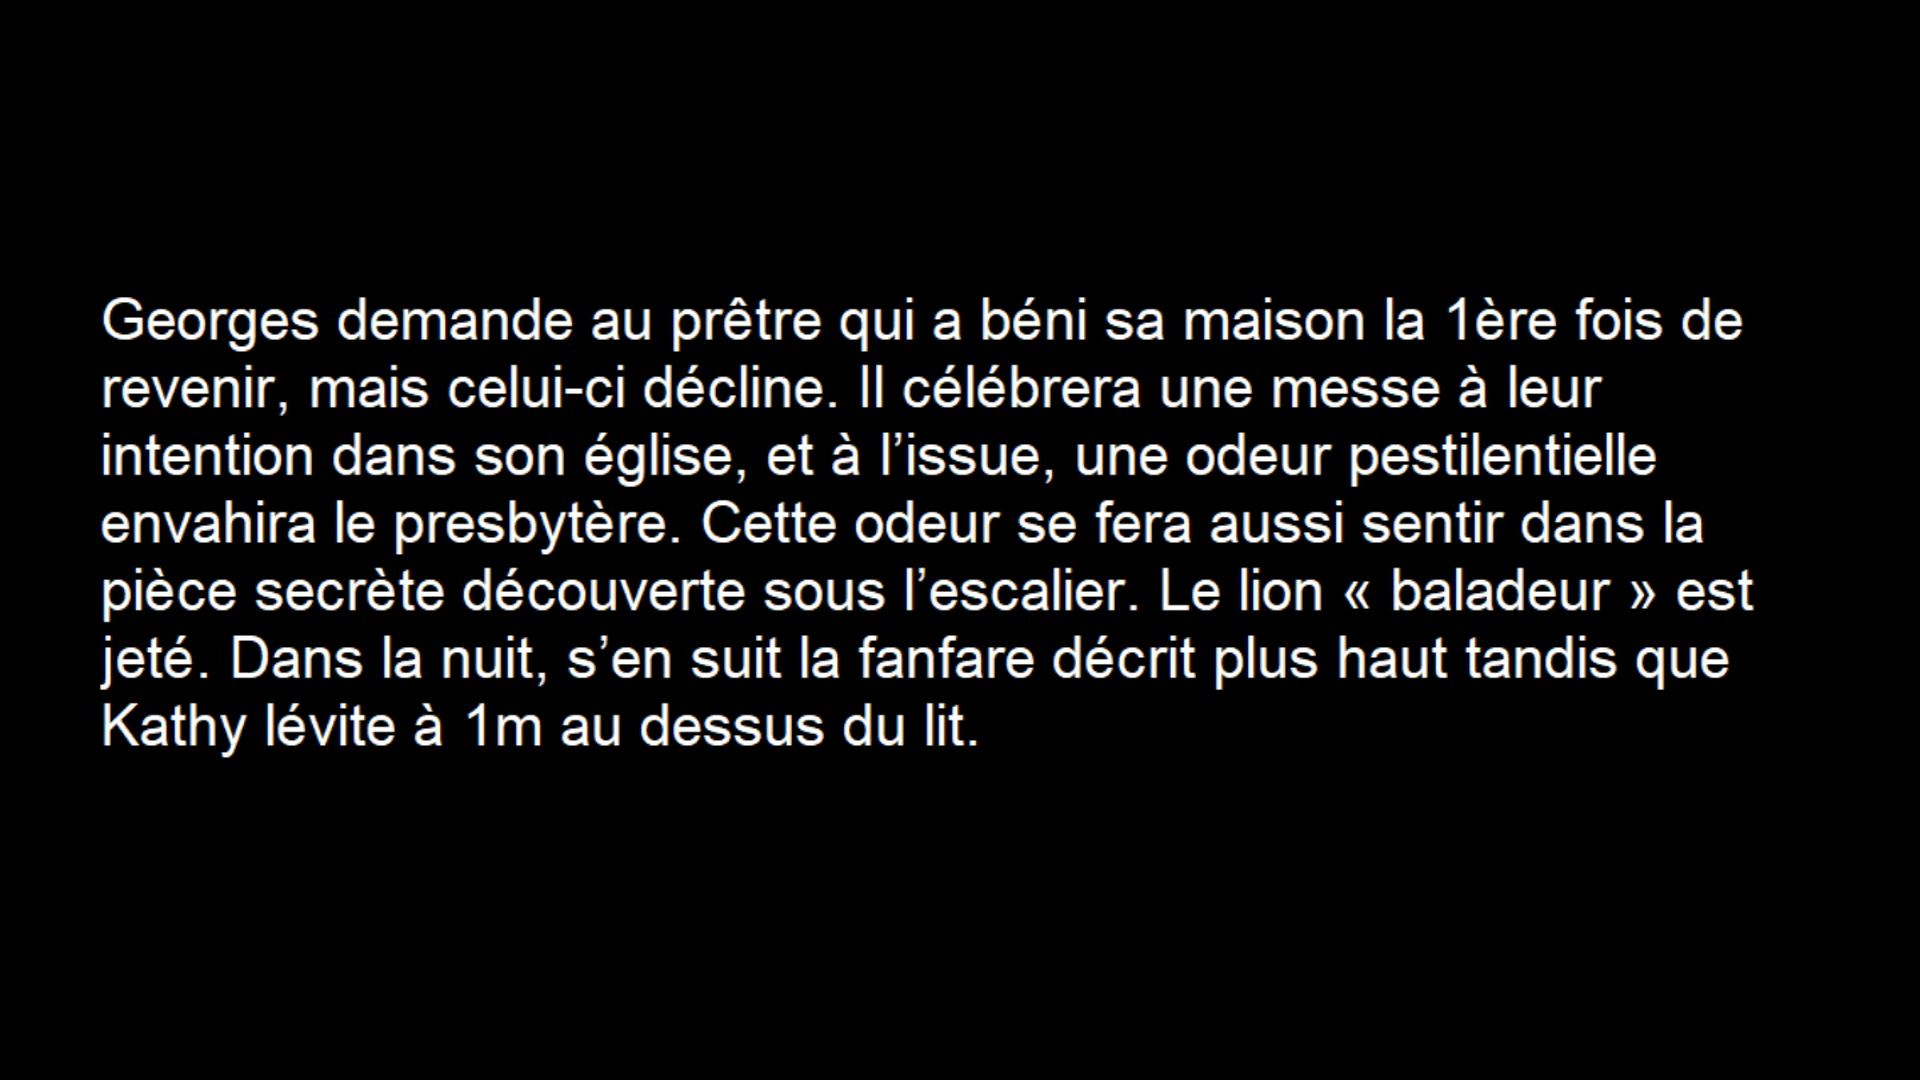 Georges demande au prêtre qui a béni sa maison la 1ère fois de
revenir, mais celui-ci décline. Il célébrera une messe à leur
intention dans son église, et à l’issue, une odeur pestilentielle
envahira le presbytère. Cette odeur se fera aussi sentir dans la
pièce secrète découverte sous l’escalier. Le lion « baladeur » est
jeté. Dans la nuit, s’en suit la fanfare décrit plus haut tandis que
Kathy lévite à 1m au dessus du lit.